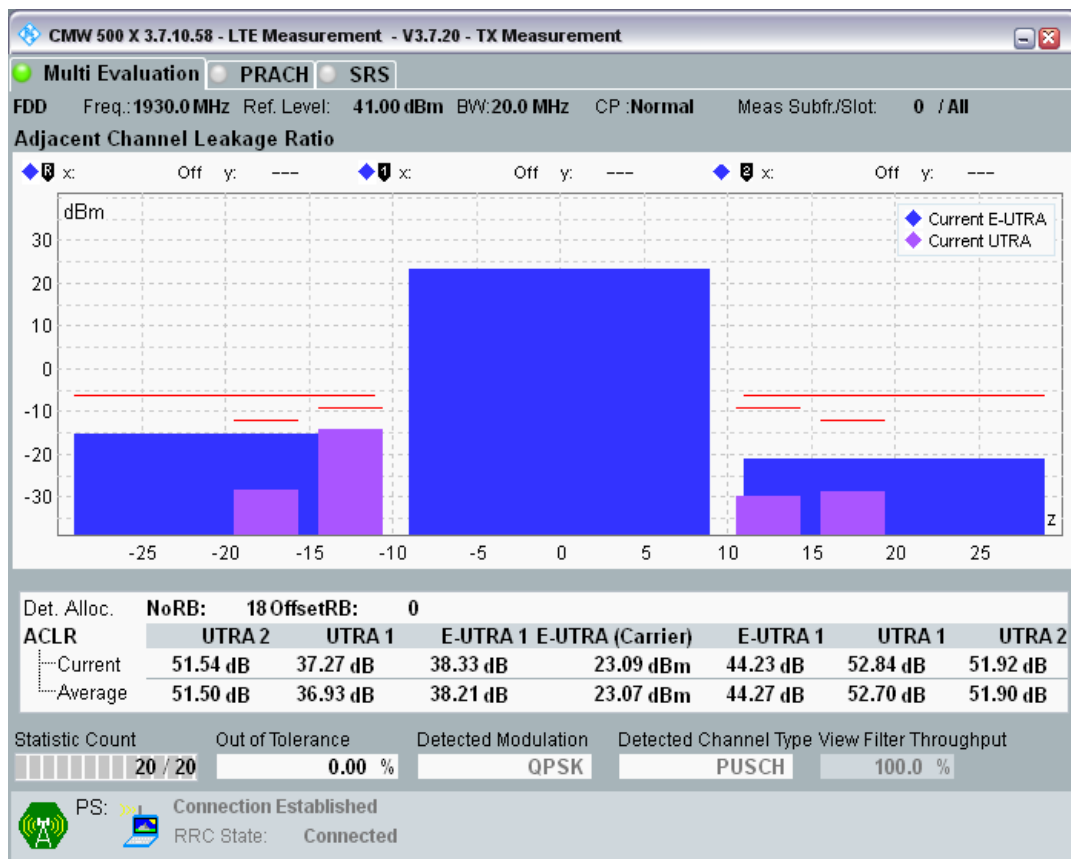 CMW 500 X 3.7.10.58 - LTE Measurement - V3.7.20 - TX Measurement
Multi Evaluation PRACH SRS
FDD Freq.:1930.0 MHz Ref. Level: 41.00 dBm BW:20.0 MHz CP :Normal Meas Subfr./Slot: 0 / All
Adjacent Channel Leakage Ratio
R x: Off y: --- 1 x: Off y: --- 2 x: Off y: ---
dBm
Current E-UTRA
Current UTRA
30
20
10
0
-10
-20
-30
z
-25 -20 -15 -10 -5 0 5 10 15 20 25
Det. Alloc. NoRB: 18 OffsetRB: 0
ACLR UTRA 2 UTRA 1 E-UTRA 1 E-UTRA (Carrier) E-UTRA 1 UTRA 1 UTRA 2
Current 51.54 dB 37.27 dB 38.33 dB 23.09 dBm 44.23 dB 52.84 dB 51.92 dB
Average 51.50 dB 36.93 dB 38.21 dB 23.07 dBm 44.27 dB 52.70 dB 51.90 dB
Statistic Count Out of Tolerance Detected Modulation Detected Channel Type View Filter Throughput
20 / 20 0.00 % QPSK PUSCH 100.0 %
PS: Connection Established
RRC State: Connected